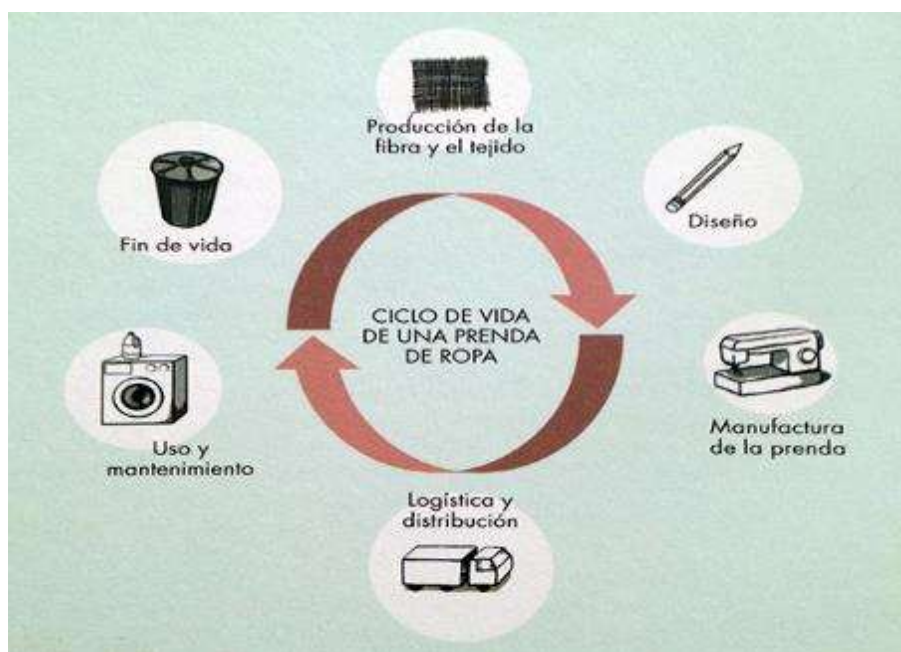 Producción de la
fibra y el tejido
Diseño
Manufactura
de la prenda
Logística y
distribución
Uso y
mantenimiento
Fin de vida
CICLO DE VIDA
DE UNA PRENDA
DE ROPA